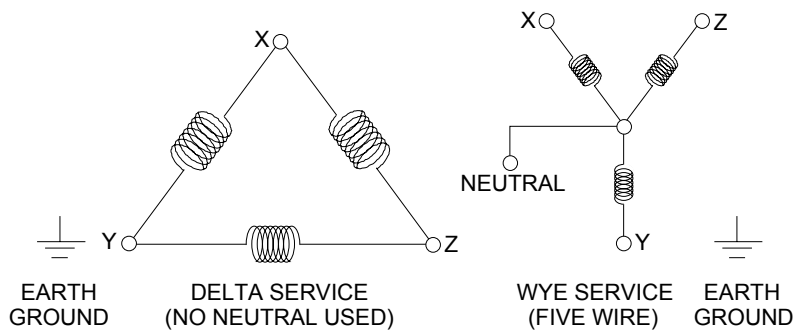 X
Y
Z
EARTH
GROUND
DELTA SERVICE
(NO NEUTRAL USED)
X
Z
NEUTRAL
Y
WYE SERVICE
(FIVE WIRE)
EARTH
GROUND